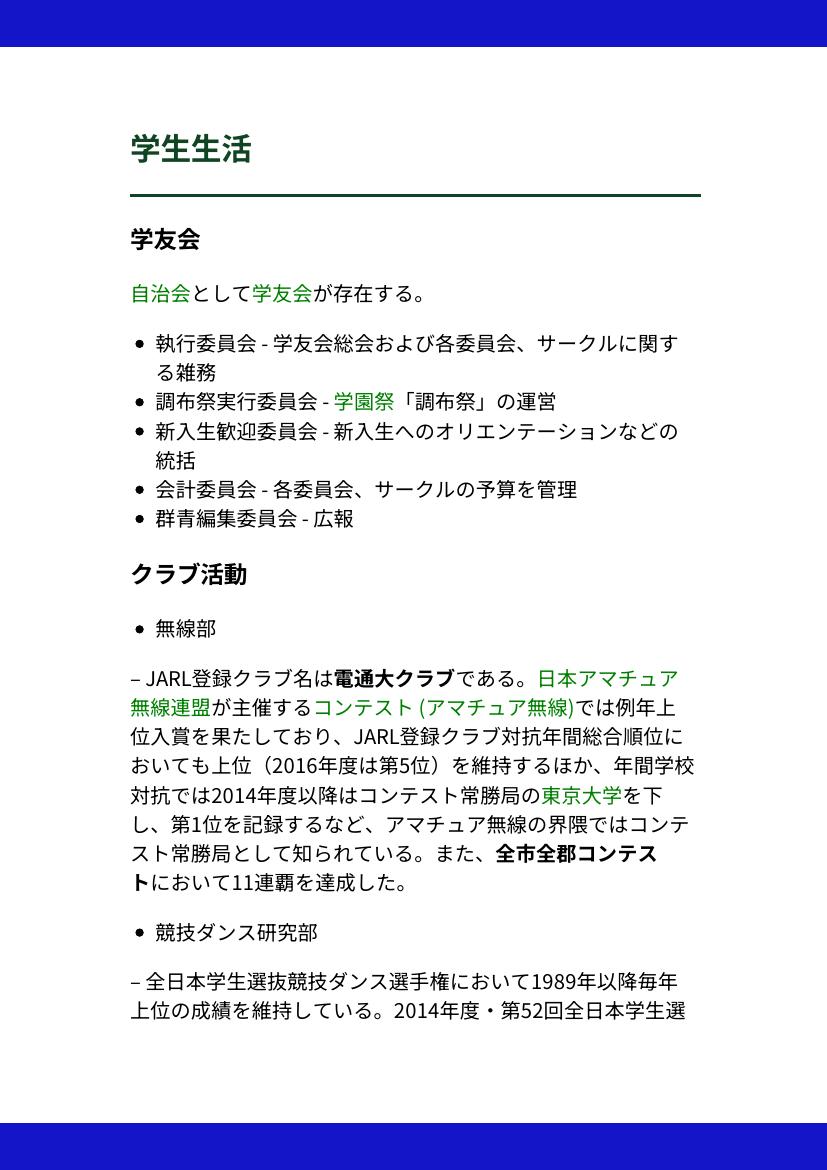 学生生活
学友会
自治会として学友会が存在する。
• 執行委員会 - 学友会総会および各委員会、サークルに関す
る雑務
• 調布祭実行委員会 - 学園祭「調布祭」の運営
• 新入生歓迎委員会 - 新入生へのオリエンテーションなどの
統括
• 会計委員会 - 各委員会、サークルの予算を管理
• 群青編集委員会 - 広報
クラブ活動
• 無線部
– JARL登録クラブ名は電通大クラブである。日本アマチュア
無線連盟が主催するコンテスト (アマチュア無線)では例年上
位入賞を果たしており、JARL登録クラブ対抗年間総合順位に
おいても上位（2016年度は第5位）を維持するほか、年間学校
対抗では2014年度以降はコンテスト常勝局の東京大学を下
し、第1位を記録するなど、アマチュア無線の界隈ではコンテ
スト常勝局として知られている。また、全市全郡コンテス
トにおいて11連覇を達成した。
• 競技ダンス研究部
– 全日本学生選抜競技ダンス選手権において1989年以降毎年
上位の成績を維持している。2014年度・第52回全日本学生選